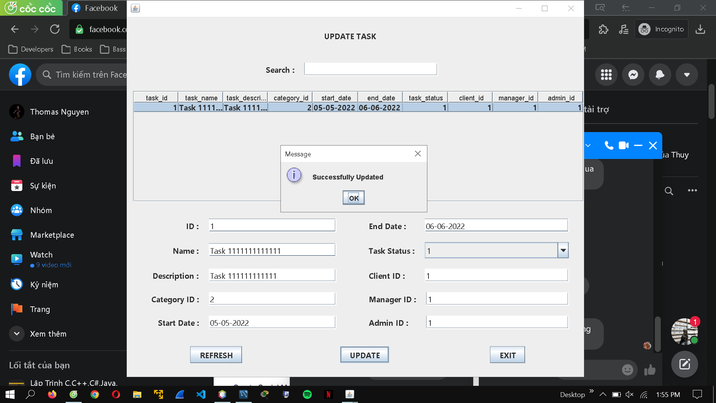 cốc cốc
Facebook
facebook.co
Incognito
Developers
Books
Bass
Tìm kiếm trên Face
Thomas Nguyen
Bạn bè
Đã lưu
Sự kiện
Nhóm
Marketplace
Watch
9 video mới
Kỷ niệm
Trang
Xem thêm
Lối tắt của bạn
Lập Trình C,C++,C#,Java,
tài trợ
ủa Thuy
ua
ng
1
UPDATE TASK
Search :
task_id task_name task_descri... category_id start_date end_date task_status client_id manager_id admin_id
1 Task 1111... Task 1111... 2 05-05-2022 06-06-2022 1 1 1 1
Message
Successfully Updated
OK
ID : 1 End Date : 06-06-2022
Name : Task 1111111111111 Task Status : 1
Description : Task 111111111111 Client ID : 1
Category ID : 2 Manager ID : 1
Start Date : 05-05-2022 Admin ID : 1
REFRESH UPDATE EXIT
Desktop
1:55 PM